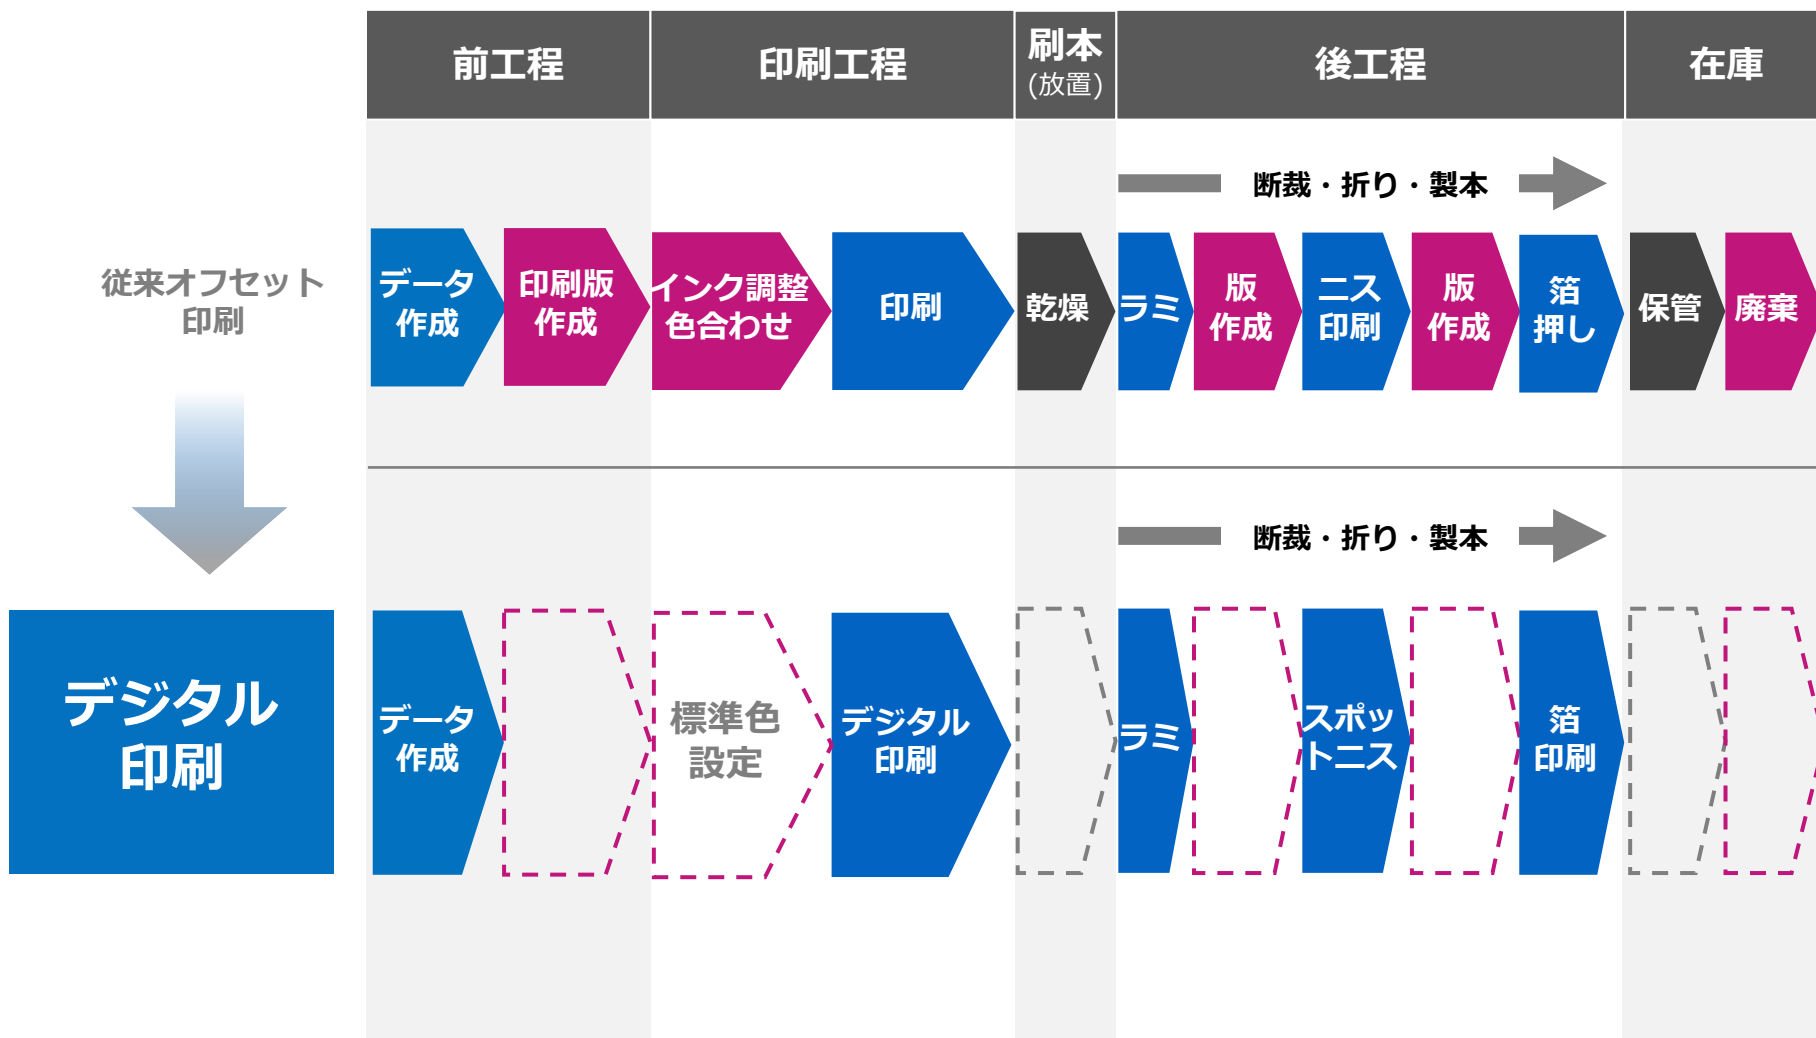 前工程
印刷工程
刷本
(放置)
後工程
在庫
断裁・折り・製本
従来オフセット
印刷
データ
作成
印刷版
作成
インク調整
色合わせ
印刷
乾燥
ラミ
版
作成
ニス
印刷
版
作成
箔
押し
保管
廃棄
断裁・折り・製本
デジタル
印刷
データ
作成
標準色
設定
デジタル
印刷
ラミ
スポッ
トニス
箔
印刷